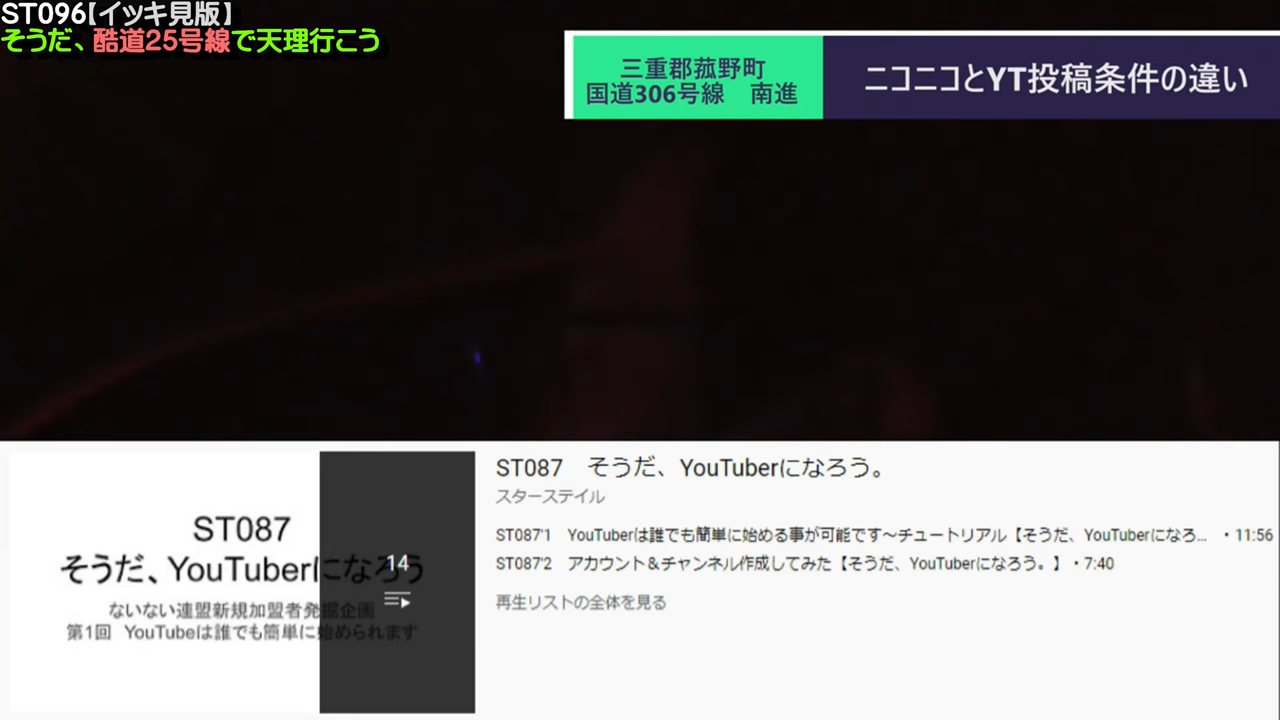 ST096【イッキ見版】
そうだ、酷道25号線で天理行こう
三重郡菰野町
国道306号線　南進
ニコニコとYT投稿条件の違い
ST087
そうだ、YouTuberになろう
ないない連盟新規加盟者発掘企画
第1回 YouTubeは誰でも簡単に始められます
14
ST087　そうだ、YouTuberになろう。
スターステイル
ST087'1　YouTuberは誰でも簡単に始める事が可能です～チュートリアル【そうだ、YouTuberになろ... ・11:56
ST087'2　アカウント＆チャンネル作成してみた【そうだ、YouTuberになろう。】・7:40
再生リストの全体を見る